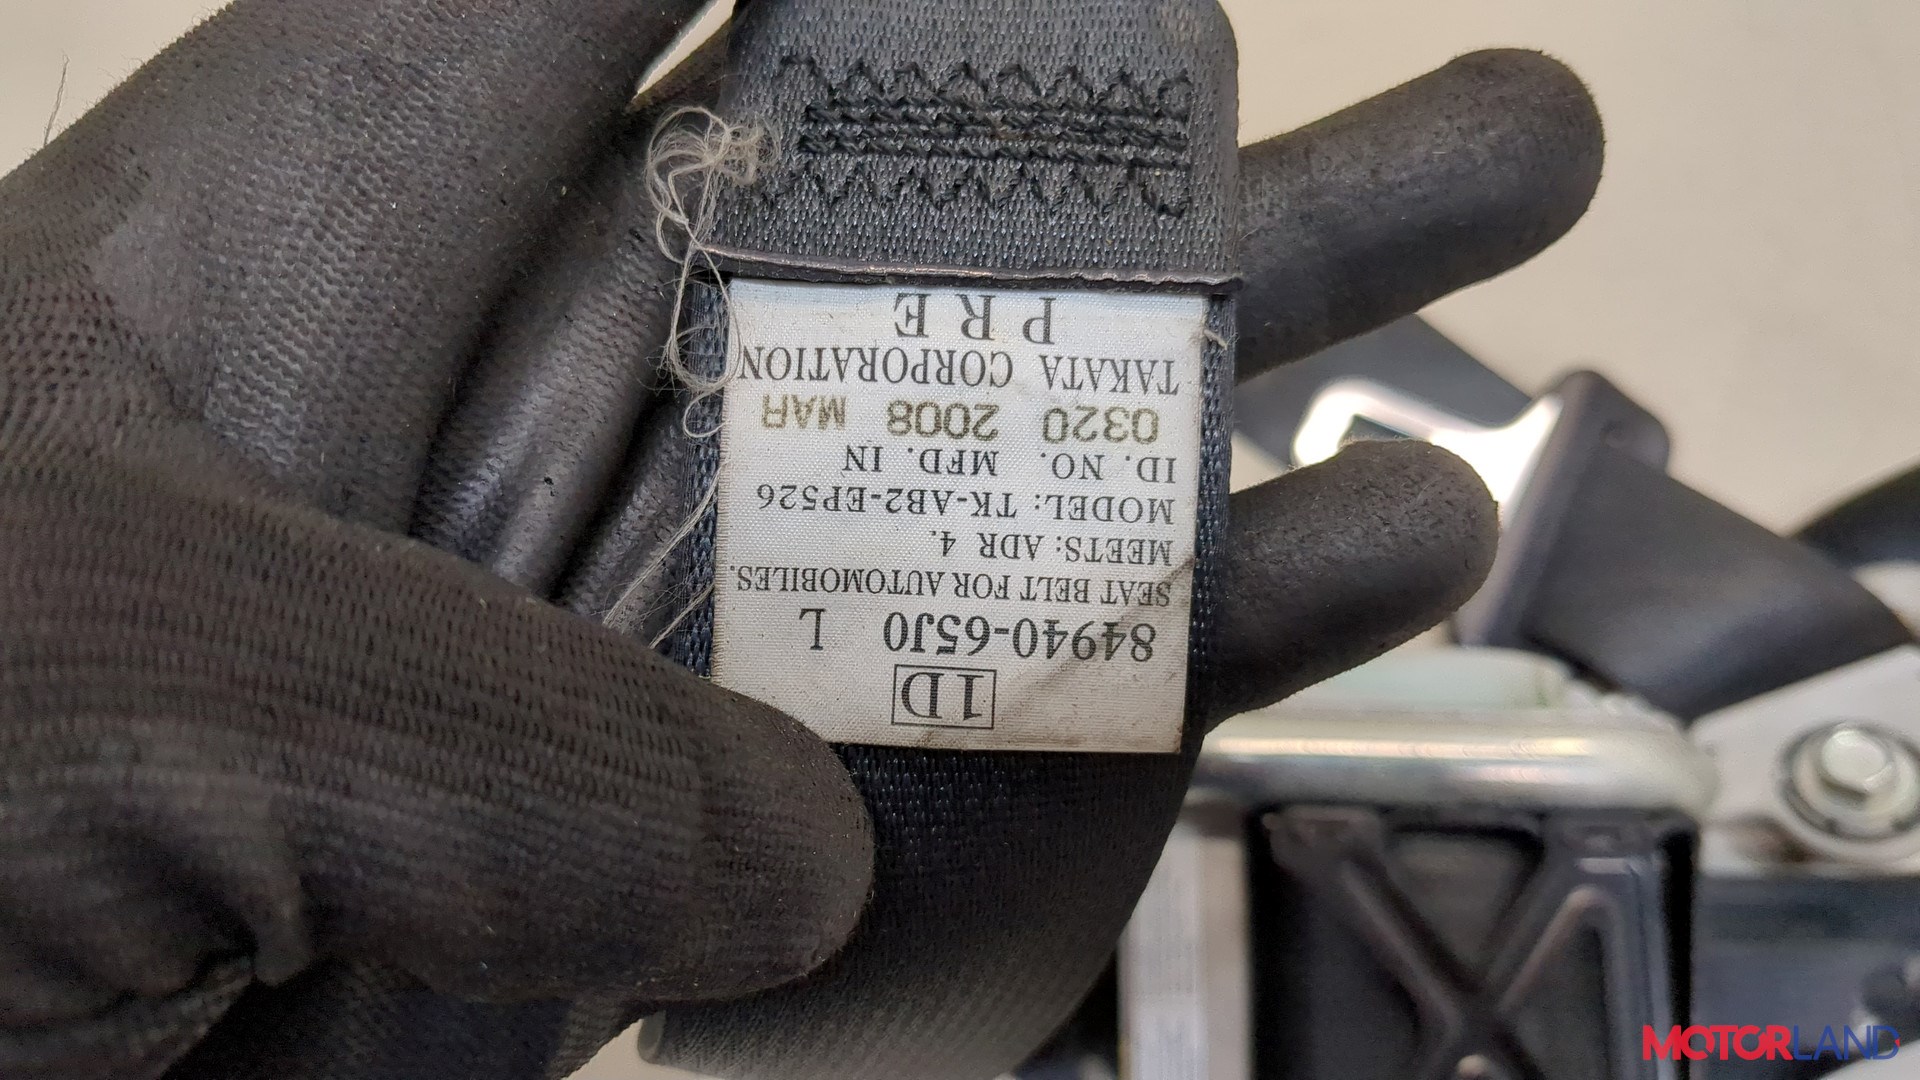 1D
84940-65J0 L
SEAT BELT FOR AUTOMOBILES.
MEETS: ADR 4.
MODEL: TK-AB2-EP526
ID. NO. MFD. IN
0320 2008 MAR
TAKATA CORPORATION
PRE
MOTORLAND